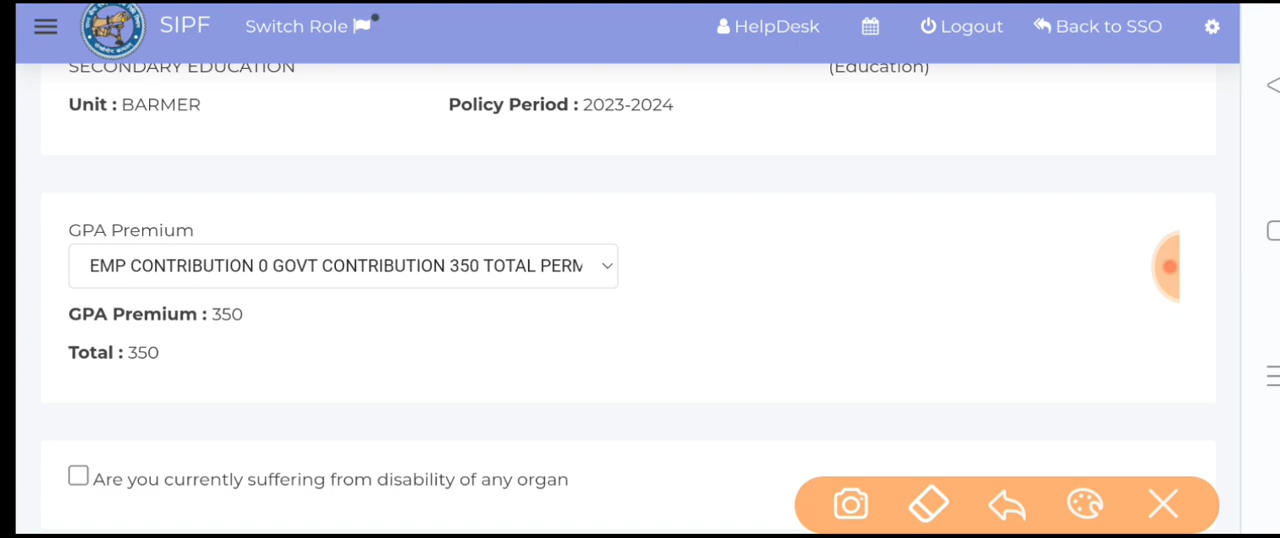 SIPF
Switch Role
HelpDesk
Logout
Back to SSO
SECONDARY EDUCATION
(Education)
Unit : BARMER
Policy Period : 2023-2024
GPA Premium
EMP CONTRIBUTION 0 GOVT CONTRIBUTION 350 TOTAL PERM
GPA Premium : 350
Total : 350
Are you currently suffering from disability of any organ